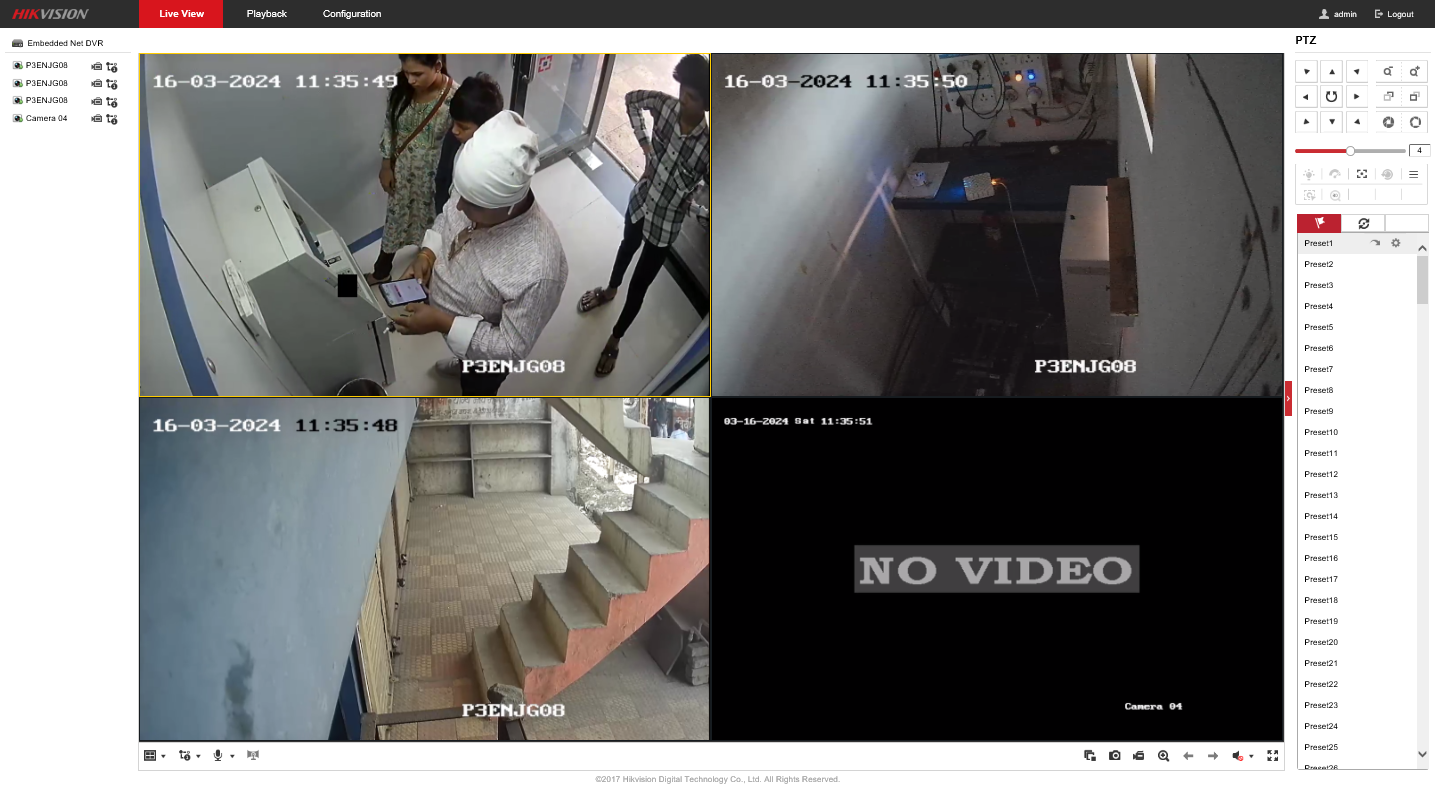 HIKVISION
Live View
Playback
Configuration
admin
Logout
Embedded Net DVR
P3ENJG08
P3ENJG08
P3ENJG08
Camera 04
16-03-2024 11:35:49
P3ENJG08
16-03-2024 11:35:50
P3ENJG08
16-03-2024 11:35:48
P3ENJG08
03-16-2024 Sat 11:35:51
NO VIDEO
Camera 04
PTZ
4
Preset1
Preset2
Preset3
Preset4
Preset5
Preset6
Preset7
Preset8
Preset9
Preset10
Preset11
Preset12
Preset13
Preset14
Preset15
Preset16
Preset17
Preset18
Preset19
Preset20
Preset21
Preset22
Preset23
Preset24
Preset25
Preset26
©2017 Hikvision Digital Technology Co., Ltd. All Rights Reserved.